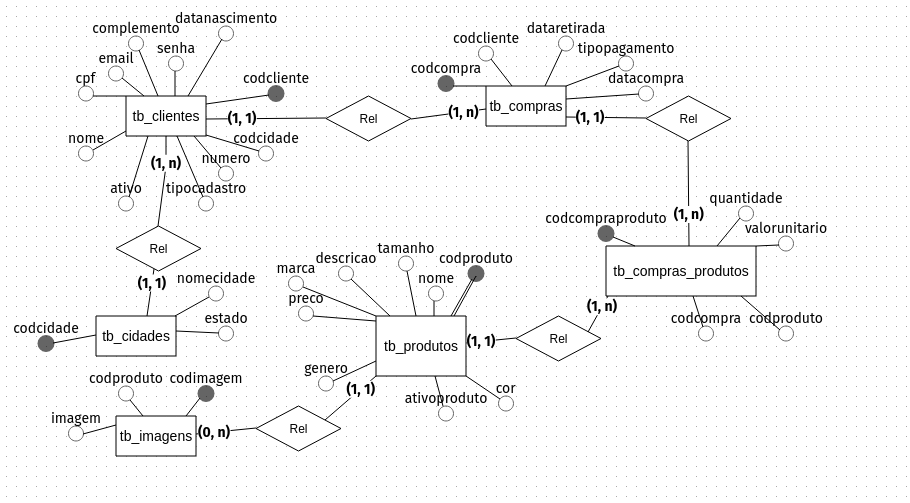 datanascimento
complemento
senha
email
cpf
codcliente
tb_clientes
(1, 1)
Rel
nome
codcidade
(1, n)
numero
ativo
tipocadastro
dataretirada
codcliente
tipopagamento
codcompra
datacompra
(1, n)
tb_compras
(1, 1)
Rel
(1, n)
quantidade
codcompraproduto
valorunitario
tb_compras_produtos
(1, n)
codcompra
codproduto
Rel
(1, 1)
nomecidade
estado
codcidade
tb_cidades
tamanho
descricao
codproduto
marca
nome
preco
tb_produtos
(1, 1)
Rel
genero
(1, 1)
cor
ativoproduto
codproduto
codimagem
imagem
tb_imagens
(0, n)
Rel